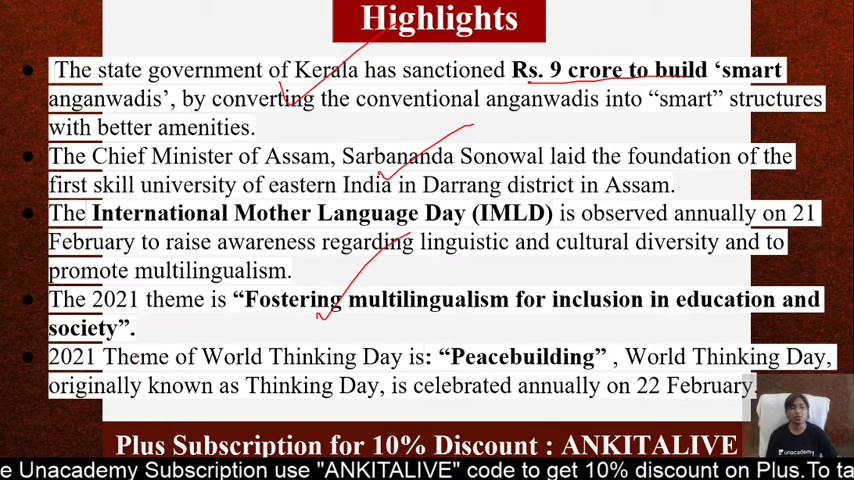 Highlights
● The state government of Kerala has sanctioned Rs. 9 crore to build ‘smart
anganwadis’, by converting the conventional anganwadis into “smart” structures
with better amenities.
● The Chief Minister of Assam, Sarbananda Sonowal laid the foundation of the
first skill university of eastern India in Darrang district in Assam.
● The International Mother Language Day (IMLD) is observed annually on 21
February to raise awareness regarding linguistic and cultural diversity and to
promote multilingualism.
● The 2021 theme is “Fostering multilingualism for inclusion in education and
society”.
● 2021 Theme of World Thinking Day is: “Peacebuilding” , World Thinking Day,
originally known as Thinking Day, is celebrated annually on 22 February.
unacademy
Plus Subscription for 10% Discount : ANKITALIVE
e Unacademy Subscription use "ANKITALIVE" code to get 10% discount on Plus.To ta